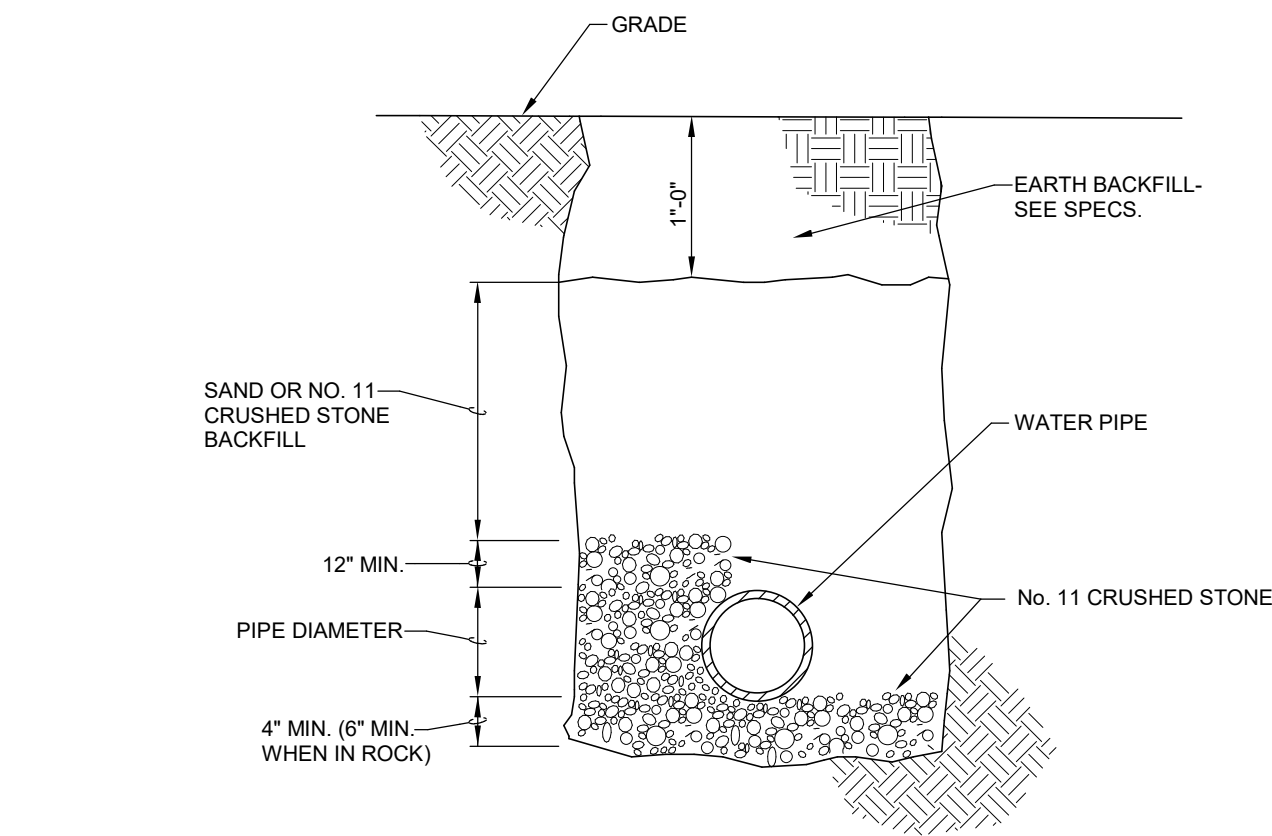 GRADE
1"-0"
EARTH BACKFILL-
SEE SPECS.
SAND OR NO. 11
CRUSHED STONE
BACKFILL
WATER PIPE
12" MIN.
No. 11 CRUSHED STONE
PIPE DIAMETER
4" MIN. (6" MIN.
WHEN IN ROCK)